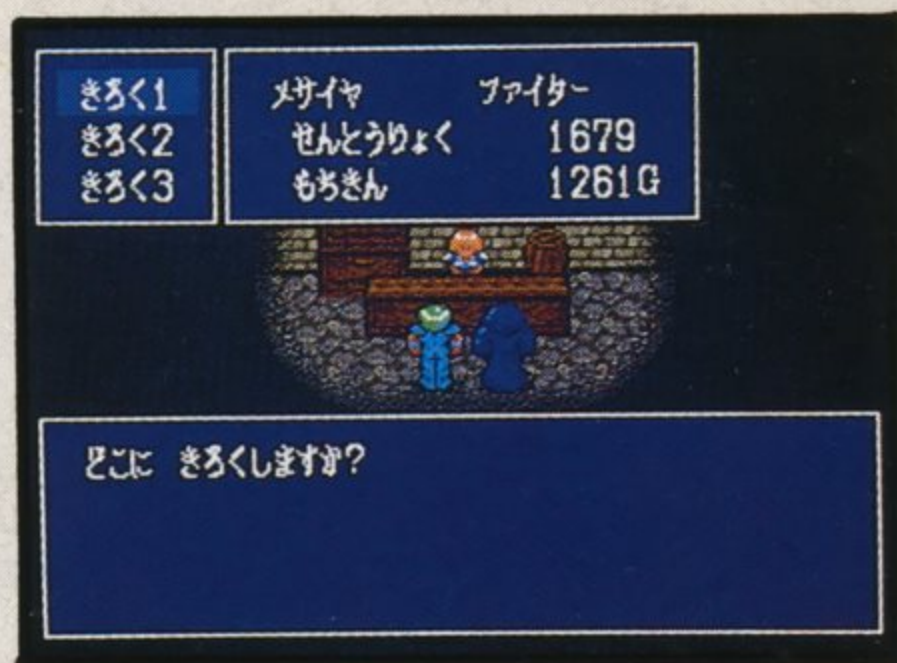 きろく1
きろく2
きろく3
メサイヤ ファイター
せんとうりょく 1679
もちきん 1261G
どこに きろくしますか?